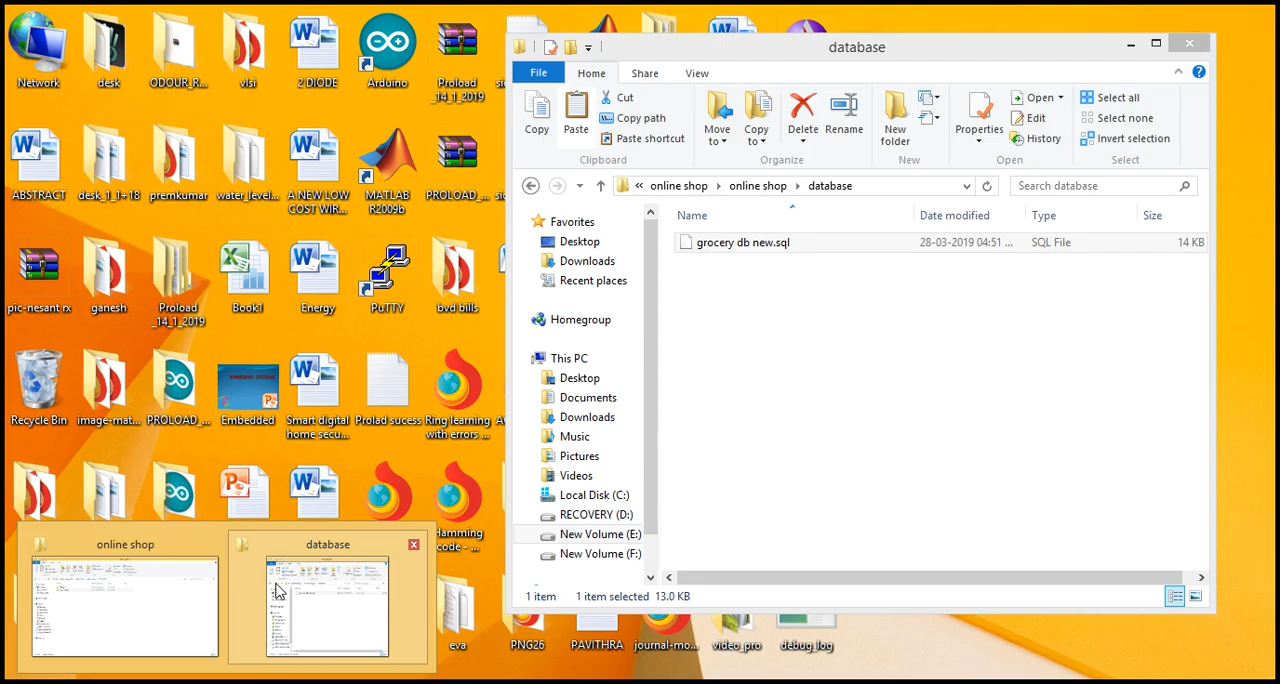 Network
desk
ODOUR_R...
vlsi
2 DIODE
Arduino
Proload
_14_1_2019
ABSTRACT
desk_1_1+18
premkumar
water_level...
A NEW LOW
COST WIR...
MATLAB
R2009b
PROLOAD_...
pic-nesant rx
ganesh
Proload
_14_1_2019
Book1
Energy
PuTTY
bvd bills
Recycle Bin
image-mat...
PROLOAD_...
Embedded
Smart digital
home secu...
Prolad sucess
Ring learning
with errors ...
Hamming
code - ...
eva
PNG26
PAVITHRA
journal-mo...
video_pro
debug_log
online shop
database
database
File
Home
Share
View
Copy
Paste
Cut
Copy path
Paste shortcut
Clipboard
Move
to
Copy
to
Delete
Rename
Organize
New
folder
New
Properties
Open
Edit
History
Open
Select all
Select none
Invert selection
Select
« online shop › online shop › database
Search database
Favorites
Desktop
Downloads
Recent places
Homegroup
This PC
Desktop
Documents
Downloads
Music
Pictures
Videos
Local Disk (C:)
RECOVERY (D:)
New Volume (E:)
New Volume (F:)
Name Date modified Type Size
grocery db new.sql 28-03-2019 04:51 ... SQL File 14 KB
1 item 1 item selected 13.0 KB